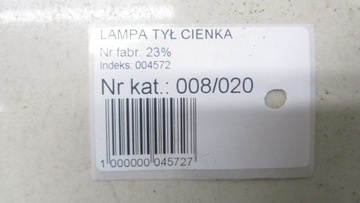 LAMPA TYŁ CIENKA
Nr fabr. 23%
Indeks: 004572
Nr kat.: 008/020
1 000000 045727